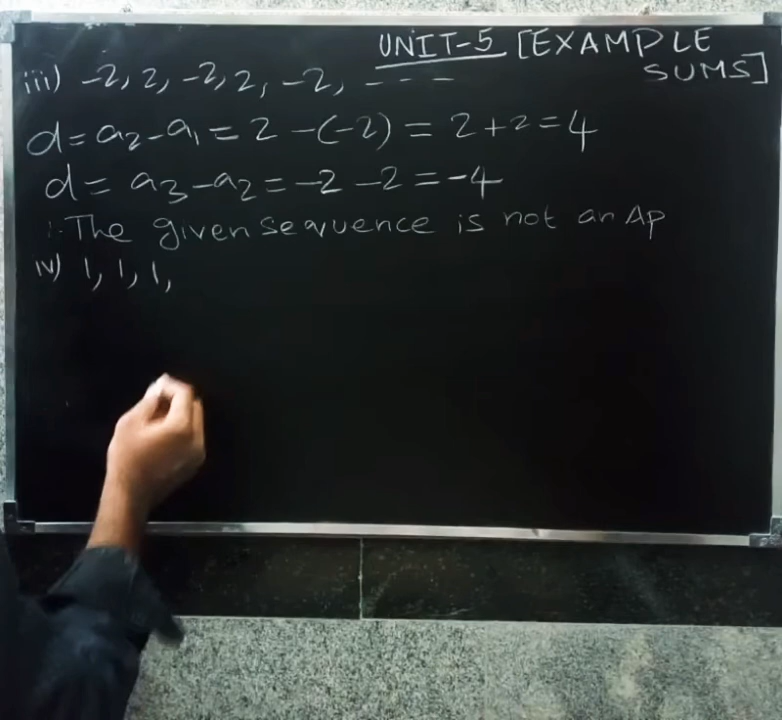 UNIT-5 [EXAMPLE
SUMS]
iii) -2, 2, -2, 2, -2, - - - -
d = a₂ - a₁ = 2 - (-2) = 2 + 2 = 4
d = a₃ - a₂ = -2 - 2 = -4
∴ The given sequence is not an Ap
iv) 1, 1, 1,